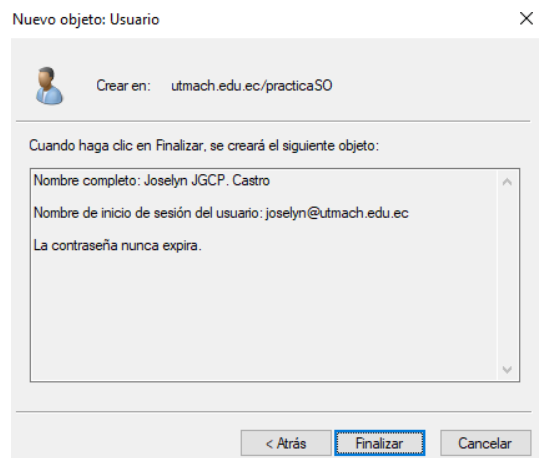 Nuevo objeto: Usuario
Crear en: utmach.edu.ec/practicaSO
Cuando haga clic en Finalizar, se creará el siguiente objeto:
Nombre completo: Joselyn JGCP. Castro
Nombre de inicio de sesión del usuario: joselyn@utmach.edu.ec
La contraseña nunca expira.
< Atrás Finalizar Cancelar